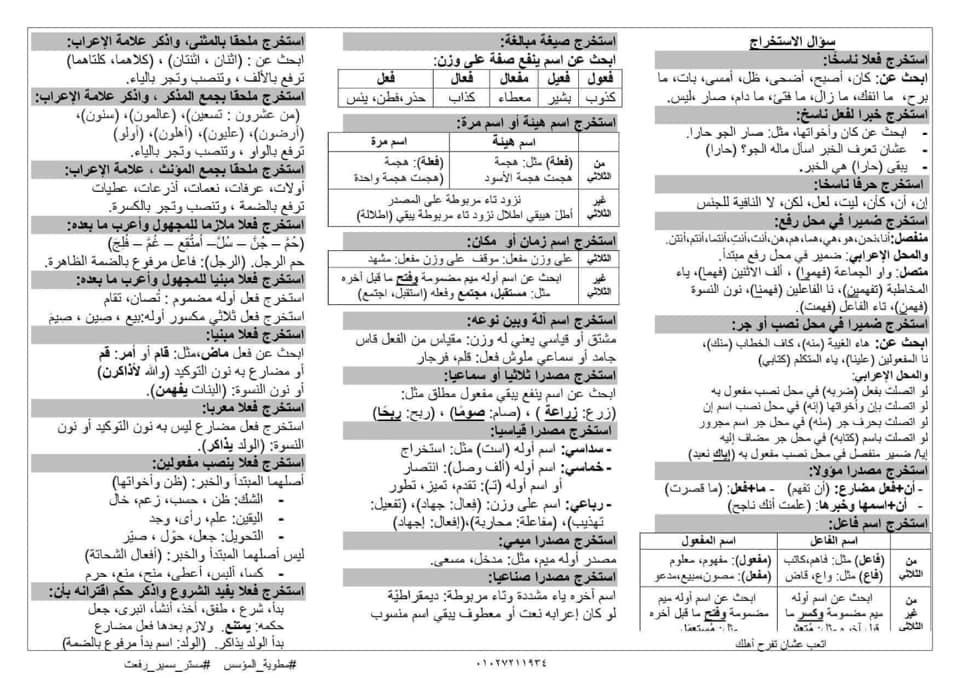 سؤال الاستخراج
استخرج فعلا ناسخًا:
ابحث عن: كان، أصبح، أضحى، ظل، أمسى، بات، ما
برح، ما انفك، ما زال، ما فتئ، ما دام، صار ،ليس.
استخرج خبرا لفعل ناسخ:
- ابحث عن كان وأخواتها، مثل: صار الجو حارا.
- عشان تعرف الخبر اسأل ماله الجو؟ (حارا)
- يبقى (حارا) هي الخبر.
استخرج حرفًا ناسخًا:
إن، أن، كأن، ليت، لعل، لكن، لا النافية للجنس
استخرج ضميرا في محل رفع:
منفصل:أنا،نحن،هو،هي،هما،هم،هن،أنت،أنتِ،أنتما،أنتم،أنتن.
والمحل الإعرابي: ضمير في محل رفع مبتدأ.
متصل: واو الجماعة (فهموا) ، ألف الاثنين (فهما)، ياء
المخاطبة (تفهمين)، نا الفاعلين (فهمنا)، نون النسوة
(فهمن)، تاء الفاعل (فهمت).
استخرج ضميرا في محل نصب أو جر:
ابحث عن: هاء الغيبة (منه)، كاف الخطاب (منك)،
نا المفعولين (علينا)، ياء المتكلم (كتابي)
والمحل الإعرابي:
لو اتصلت بفعل (ضربه) في محل نصب مفعول به
لو اتصلت بإن وأخواتها (إنه) في محل نصب اسم إن
لو اتصلت بحرف جر (منه) في محل جر اسم مجرور
لو اتصلت باسم (كتابه) في محل جر مضاف إليه
إيا/ ضمير منفصل في محل نصب مفعول به (إياك نعبد)
استخرج مصدرا مؤولا:
- أن+فعل مضارع: (أن تفهم) - ما+فعل: (ما قصرت)
- أن+اسمها وخبرها: (علمت أنك ناجح)
استخرج اسم فاعل:
اسم الفاعل اسم المفعول
من الثلاثي (فاعل) مثل: فاهم،كاتب (مفعول): مفهوم، معلوم
(فاع) مثل: واع، قاض (مفعل): مصون،مبيع،مدعو
من غير الثلاثي ابحث عن اسم أوله ابحث عن اسم أوله ميم
ميم مضمومة وكسر ما مضمومة وفتح ما قبل آخره
قبل آخره مثل: مُتعثِر مثل: مُستعمَل
اتعب عشان تفرح أهلك
استخرج صيغة مبالغة:
ابحث عن اسم ينفع صفة على وزن:
فعول فعيل مفعال فعال فعل
كذوب بشير معطاء كذاب حذر،فطن، يئس
استخرج اسم هيئة أو اسم مرة:
اسم هيئة اسم مرة
من الثلاثي (فِعلة) مثل: هجمة (فَعلة): هجمة
هجمت هجمة الأسود (هجمت هجمة واحدة)
غير الثلاثي نزود تاء مربوطة على المصدر
أطلّ هيبقي اطلال نزود تاء مربوطة يبقي (اطلالة)
استخرج اسم زمان أو مكان:
الثلاثي على وزن مفعل: موقف على وزن مفعل: مشهد
غير الثلاثي ابحث عن اسم أوله ميم مضمومة وفتح ما قبل آخره
مثل: مستقبل، مجتمع وفعله (استقبل، اجتمع)
استخرج اسم آلة وبين نوعه:
مشتق أو قياسي يعني له وزن: مقياس من الفعل قاس
جامد أو سماعي ملوش فعل: قلم، فرجار
استخرج مصدرا ثلاثيا أو سماعيا:
ابحث عن اسم ينفع يبقي مفعول مطلق مثل:
(زرع: زراعة ) ، (صام: صومًا) ، (ربح: ربحًا)
استخرج مصدرا قياسيا:
- سداسي: اسم أوله (است) مثل: استخراج
- خماسي: اسم أوله (ألف وصل): انتصار
أو اسم أوله (تـ): تقدم، تميز، تطور
- رباعي: اسم على وزن: (فعال: جهاد)، (تفعيل:
تهذيب)، (مفاعلة: محاربة)،(إفعال: إجهاد)
استخرج مصدرا ميمي:
مصدر أوله ميم، مثل: مدخل، مسعى.
استخرج مصدرا صناعيا:
اسم آخره ياء مشددة وتاء مربوطة: ديمقراطيّة
لو كان إعرابه نعت أو معطوف يبقي اسم منسوب
٠١٠٢٧٢١١٩٣٤
استخرج ملحقا بالمثنى، واذكر علامة الإعراب:
ابحث عن : (اثنان ، اثنتان) ، (كلاهما، كلتاهما)
ترفع بالألف ، وتنصب وتجر بالياء.
استخرج ملحقا بجمع المذكر ، واذكر علامة الإعراب:
(من عشرون : تسعين)، (عالمون)، (سنون)،
(أرضون)، (عليون)، (أهلون)، (أولو)
ترفع بالواو ، وتنصب وتجر بالياء.
استخرج ملحقا بجمع المؤنث ، علامة الإعراب:
أولات، عرفات، نعمات، أذرعات، عطيات
ترفع بالضمة ، وتنصب وتجر بالكسرة.
استخرج فعلا ملازما للمجهول وأعرب ما بعده:
(حُمَّ – جُنَّ – سُلَّ– أمتُقِع – غُمَّ – فُلِجَ)
حم الرجل. (الرجل): فاعل مرفوع بالضمة الظاهرة.
استخرج فعلا مبنيا للمجهول وأعرب ما بعده:
استخرج فعل أوله مضموم : تُصان، تقام
استخرج فعل ثلاثي مكسور أوله:بيع ، صين ، صيمَ
استخرج فعلا مبنيا:
ابحث عن فعل ماض،مثل: قام أو أمر: قم
أو مضارع به نون التوكيد (والله لأذاكرن)
أو نون النسوة: (البنات يفهمن).
استخرج فعلا معربا:
استخرج فعل مضارع ليس به نون التوكيد أو نون
النسوة: (الولد يذاكر).
استخرج فعلا ينصب مفعولين:
أصلهما المبتدأ والخبر: (ظن وأخواتها)
- الشك: ظن ، حسب، زعم، خال
- اليقين: علم، رأى، وجد
- التحويل: جعل، حوّل ، صيّر
ليس أصلهما المبتدأ والخبر: (أفعال الشحاتة)
- كسا، ألبس، أعطى، منح، منع، حرم
استخرج فعلا يفيد الشروع واذكر حكم اقترانه بأن:
بدأ، شرع ، طفق، أخذ، أنشأ، انبرى، جعل
حكمه: يمتنع. ولازم بعدها فعل مضارع
بدأ الولد يذاكر. (الولد: اسم بدأ مرفوع بالضمة)
#مطوية_المؤسس #مستر_سمير_رفعت